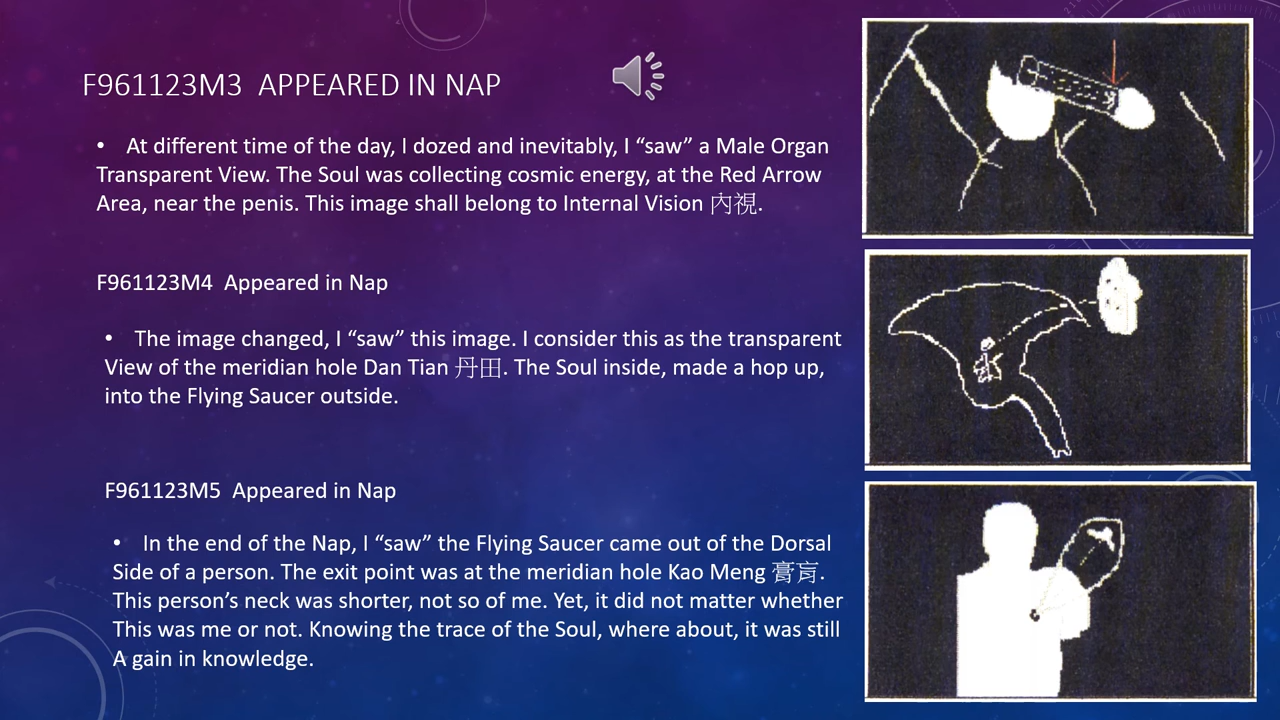 F961123M3 APPEARED IN NAP
• At different time of the day, I dozed and inevitably, I “saw” a Male Organ
Transparent View. The Soul was collecting cosmic energy, at the Red Arrow
Area, near the penis. This image shall belong to Internal Vision 內視.
F961123M4 Appeared in Nap
• The image changed, I “saw” this image. I consider this as the transparent
View of the meridian hole Dan Tian 丹田. The Soul inside, made a hop up,
into the Flying Saucer outside.
F961123M5 Appeared in Nap
• In the end of the Nap, I “saw” the Flying Saucer came out of the Dorsal
Side of a person. The exit point was at the meridian hole Kao Meng 膏肓.
This person’s neck was shorter, not so of me. Yet, it did not matter whether
This was me or not. Knowing the trace of the Soul, where about, it was still
A gain in knowledge.